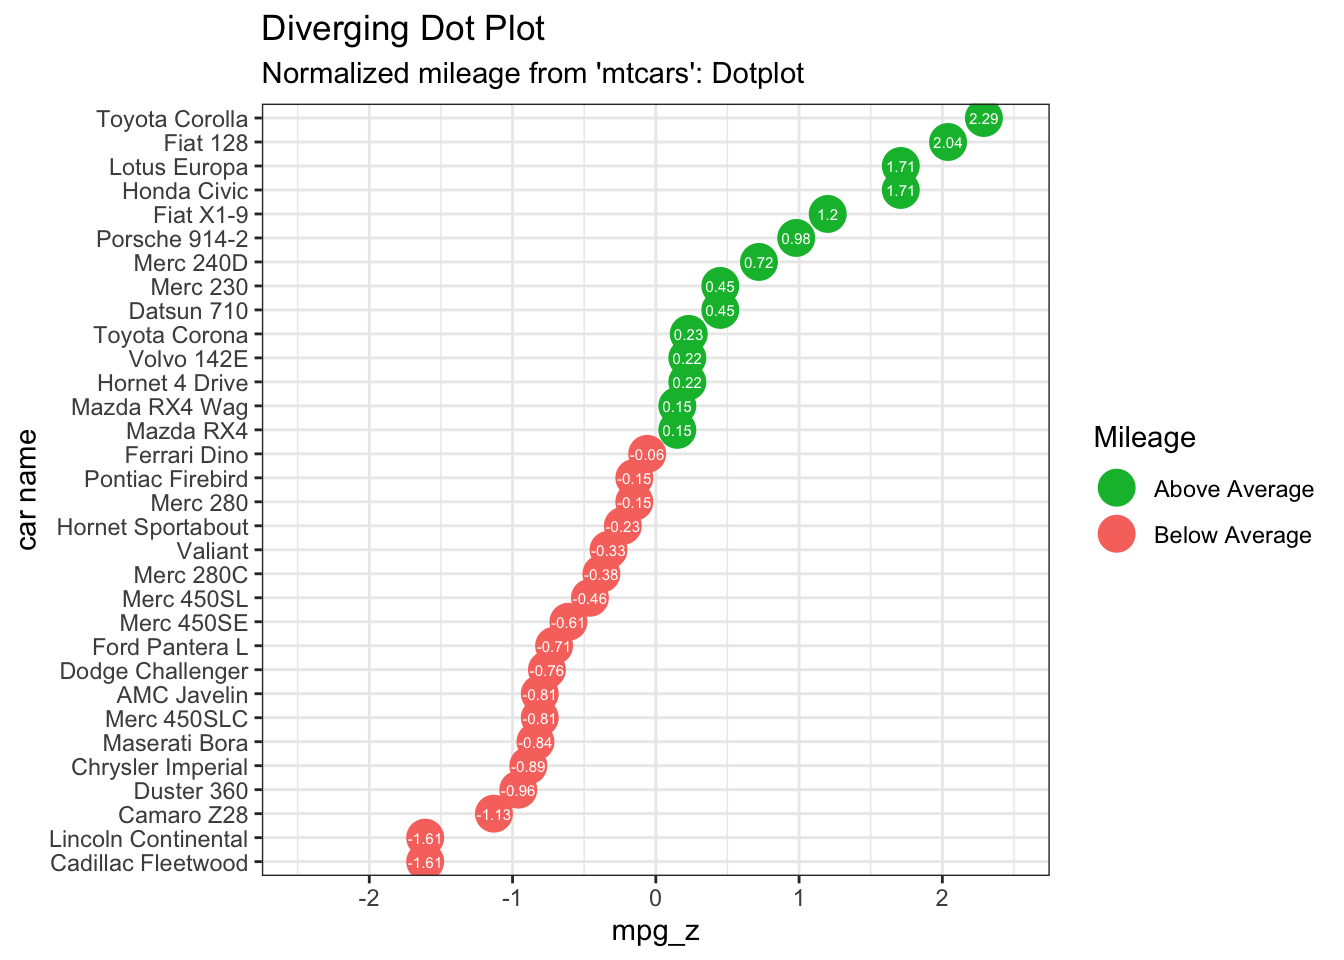 Diverging Dot Plot
Normalized mileage from 'mtcars': Dotplot
Toyota Corolla 2.29
Fiat 128 2.04
Lotus Europa 1.71
Honda Civic 1.71
Fiat X1-9 1.2
Porsche 914-2 0.98
Merc 240D 0.72
Merc 230 0.45
Datsun 710 0.45
Toyota Corona 0.23
Volvo 142E 0.22
Hornet 4 Drive 0.22
Mazda RX4 Wag 0.15
Mazda RX4 0.15
Ferrari Dino -0.06
Pontiac Firebird -0.15
Merc 280 -0.15
Hornet Sportabout -0.23
Valiant -0.33
Merc 280C -0.38
Merc 450SL -0.46
Merc 450SE -0.61
Ford Pantera L -0.71
Dodge Challenger -0.76
AMC Javelin -0.81
Merc 450SLC -0.81
Maserati Bora -0.84
Chrysler Imperial -0.89
Duster 360 -0.96
Camaro Z28 -1.13
Lincoln Continental -1.61
Cadillac Fleetwood -1.61
car name
-2 -1 0 1 2
mpg_z
Mileage
Above Average
Below Average